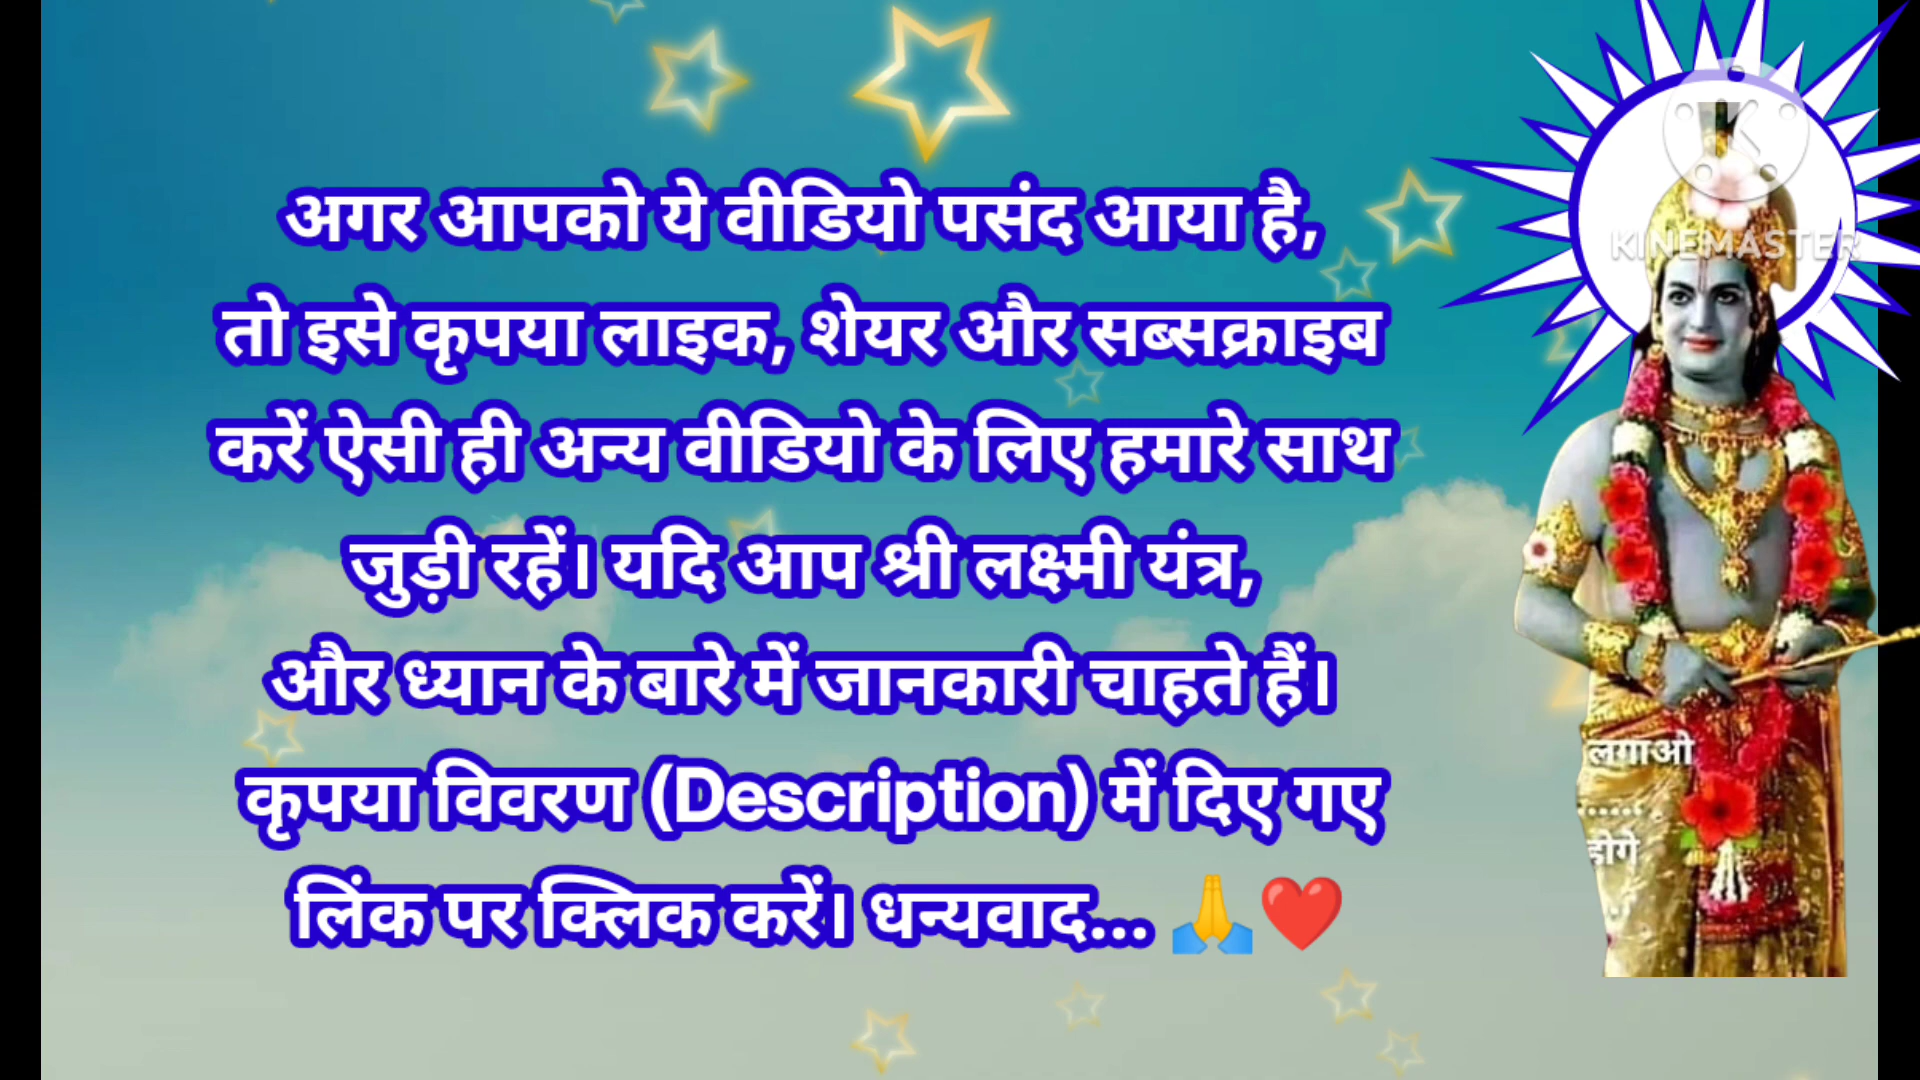 अगर आपको ये वीडियो पसंद आया है,
तो इसे कृपया लाइक, शेयर और सब्सक्राइब
करें ऐसी ही अन्य वीडियो के लिए हमारे साथ
जुड़ी रहें। यदि आप श्री लक्ष्मी यंत्र,
और ध्यान के बारे में जानकारी चाहते हैं।
कृपया विवरण (Description) में दिए गए
लिंक पर क्लिक करें। धन्यवाद... 🙏❤️
KINEMASTER
लगाओ
.....
होगे